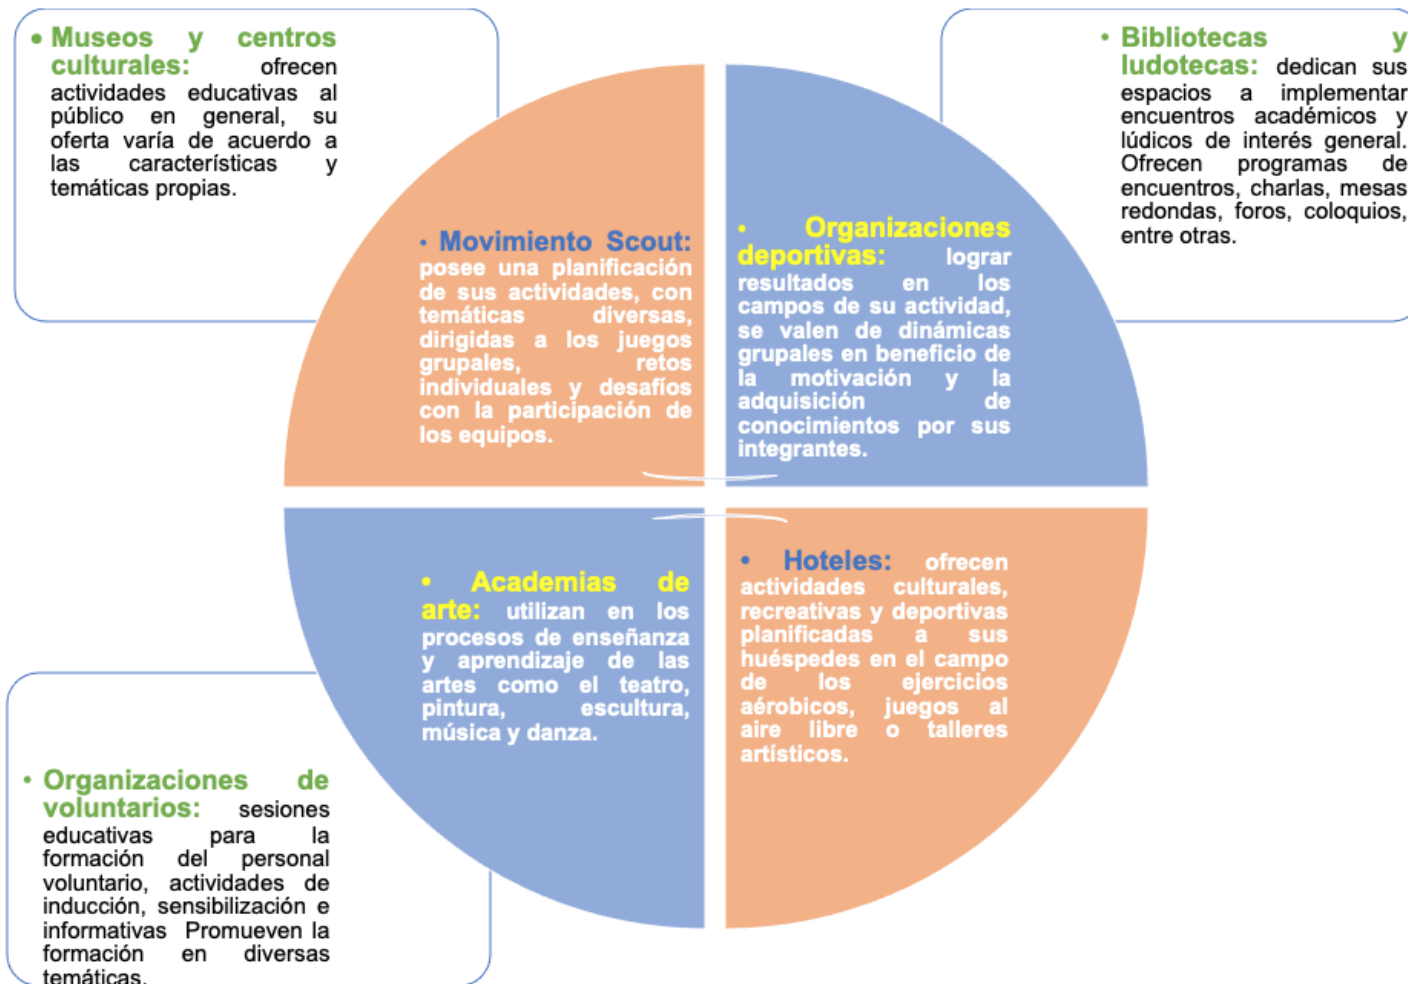 • Museos y centros
culturales: ofrecen
actividades educativas al
público en general, su
oferta varía de acuerdo a
las características y
temáticas propias.
• Bibliotecas y
ludotecas: dedican sus
espacios a implementar
encuentros académicos y
lúdicos de interés general.
Ofrecen programas de
encuentros, charlas, mesas
redondas, foros, coloquios,
entre otras.
• Movimiento Scout:
posee una planificación
de sus actividades, con
temáticas diversas,
dirigidas a los juegos
grupales, retos
individuales y desafíos
con la participación de
los equipos.
• Organizaciones
deportivas: lograr
resultados en los
campos de su actividad,
se valen de dinámicas
grupales en beneficio de
la motivación y la
adquisición de
conocimientos por sus
integrantes.
• Academias de
arte: utilizan en los
procesos de enseñanza
y aprendizaje de las
artes como el teatro,
pintura, escultura,
música y danza.
• Hoteles: ofrecen
actividades culturales,
recreativas y deportivas
planificadas a sus
huéspedes en el campo
de los ejercicios
aérobicos, juegos al
aire libre o talleres
artísticos.
• Organizaciones de
voluntarios: sesiones
educativas para la
formación del personal
voluntario, actividades de
inducción, sensibilización e
informativas Promueven la
formación en diversas
temáticas.